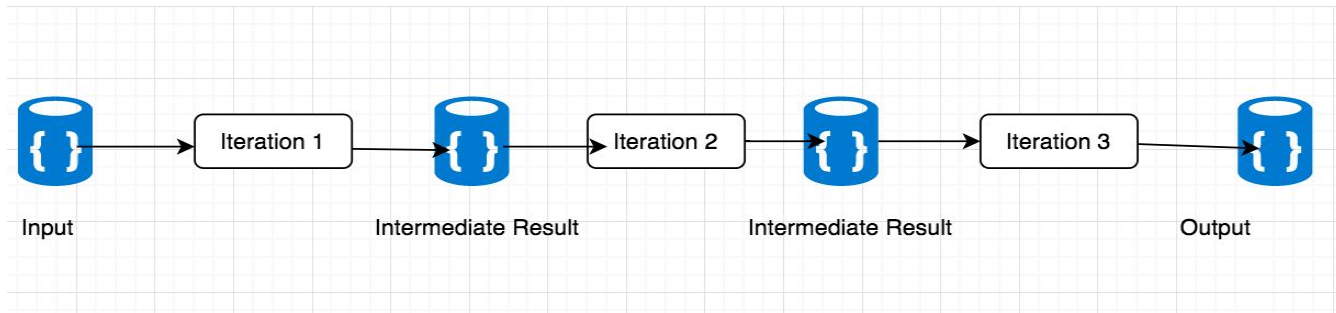 { }
Iteration 1
{ }
Iteration 2
{ }
Iteration 3
{ }
Input
Intermediate Result
Intermediate Result
Output